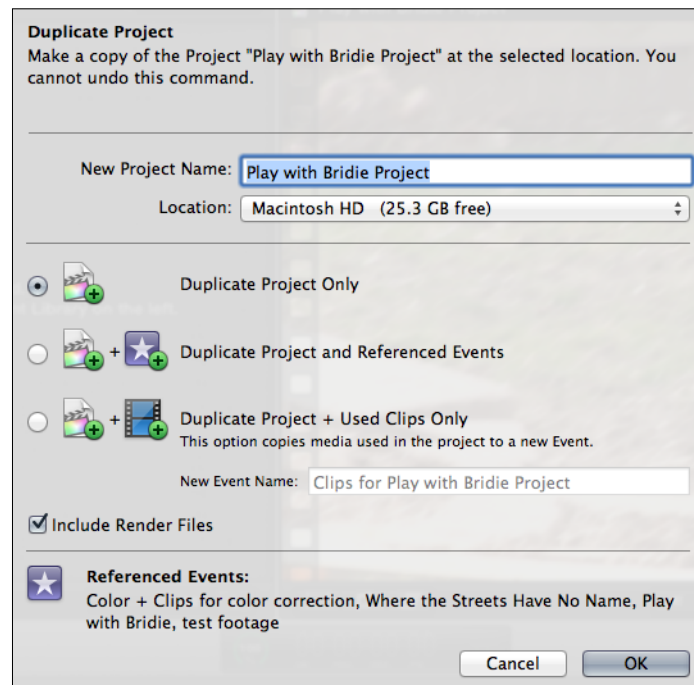 Duplicate Project
Make a copy of the Project "Play with Bridie Project" at the selected location. You
cannot undo this command.
New Project Name: Play with Bridie Project
Location: Macintosh HD (25.3 GB free)
Duplicate Project Only
+ Duplicate Project and Referenced Events
+ Duplicate Project + Used Clips Only
This option copies media used in the project to a new Event.
New Event Name: Clips for Play with Bridie Project
Include Render Files
Referenced Events:
Color + Clips for color correction, Where the Streets Have No Name, Play
with Bridie, test footage
Cancel OK